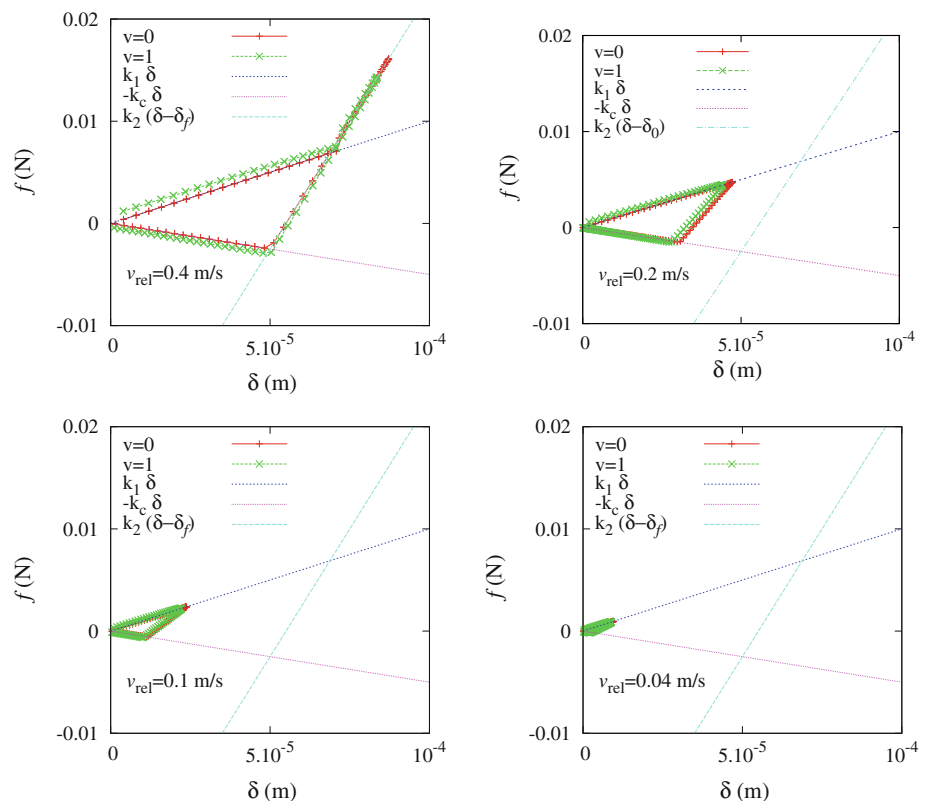 0.02
v=0
v=1
k1 δ
-kc δ
k2 (δ−δf)
0.01
f (N)
0
vrel=0.4 m/s
-0.01
0 5.10-5 10-4
δ (m)
0.02
v=0
v=1
k1 δ
-kc δ
k2 (δ−δ0)
0.01
f (N)
0
vrel=0.2 m/s
-0.01
0 5.10-5 10-4
δ (m)
0.02
v=0
v=1
k1 δ
-kc δ
k2 (δ−δf)
0.01
f (N)
0
vrel=0.1 m/s
-0.01
0 5.10-5 10-4
δ (m)
0.02
v=0
v=1
k1 δ
-kc δ
k2 (δ−δf)
0.01
f (N)
0
vrel=0.04 m/s
-0.01
0 5.10-5 10-4
δ (m)